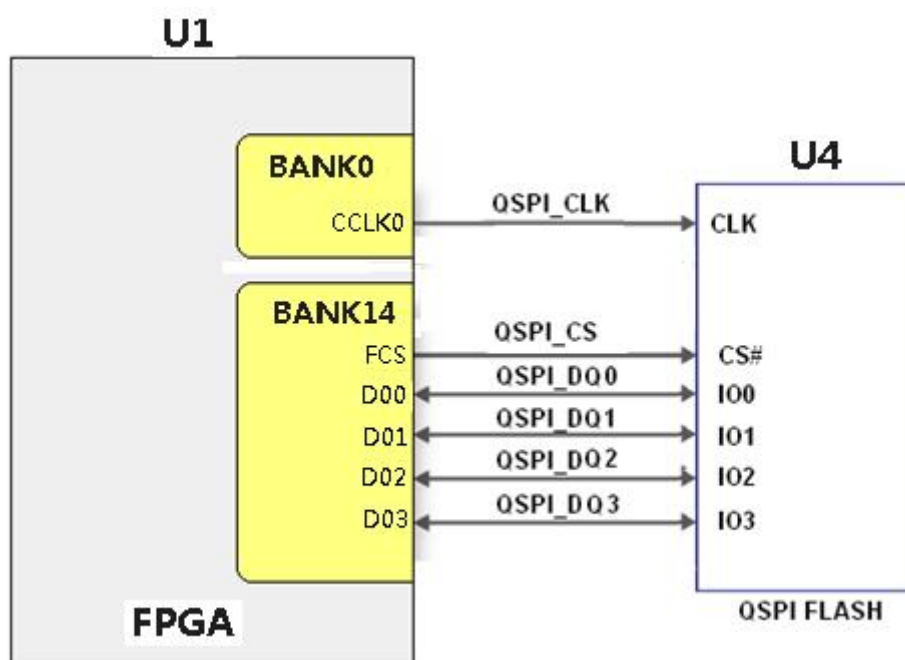 U1
BANK0
CCLK0
QSPI_CLK
U4
CLK
BANK14
FCS
QSPI_CS
CS#
D00
QSPI_DQ0
IO0
D01
QSPI_DQ1
IO1
D02
QSPI_DQ2
IO2
D03
QSPI_DQ3
IO3
FPGA
QSPI FLASH